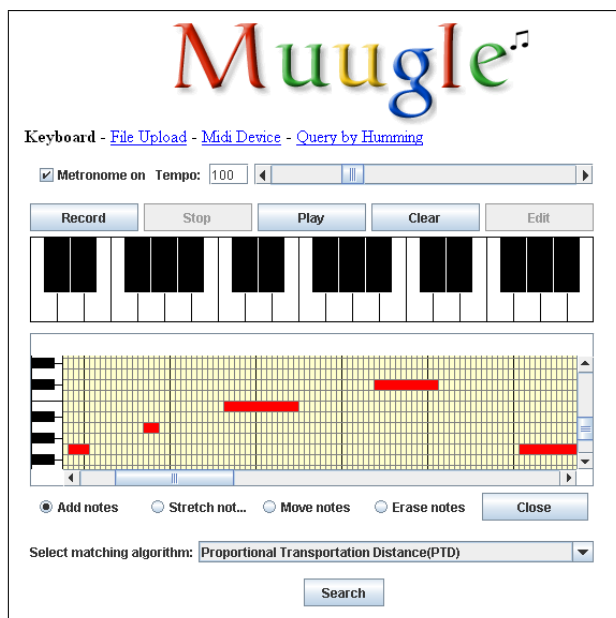 Muugle
Keyboard - File Upload - Midi Device - Query by Humming
Metronome on Tempo: 100
Record Stop Play Clear Edit
Add notes Stretch not... Move notes Erase notes Close
Select matching algorithm: Proportional Transportation Distance(PTD)
Search